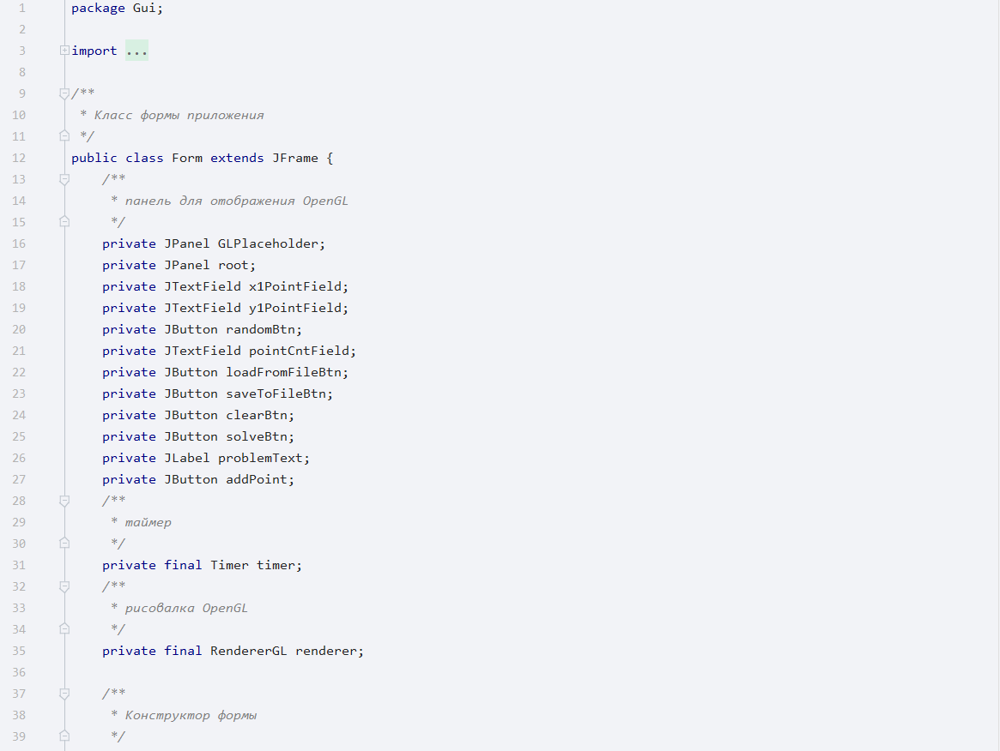 1 package Gui;
2
3 import ...
8
9 /**
10 * Класс формы приложения
11 */
12 public class Form extends JFrame {
13 /**
14 * панель для отображения OpenGL
15 */
16 private JPanel GLPlaceholder;
17 private JPanel root;
18 private JTextField x1PointField;
19 private JTextField y1PointField;
20 private JButton randomBtn;
21 private JTextField pointCntField;
22 private JButton loadFromFileBtn;
23 private JButton saveToFileBtn;
24 private JButton clearBtn;
25 private JButton solveBtn;
26 private JLabel problemText;
27 private JButton addPoint;
28 /**
29 * таймер
30 */
31 private final Timer timer;
32 /**
33 * рисовалка OpenGL
34 */
35 private final RendererGL renderer;
36
37 /**
38 * Конструктор формы
39 */